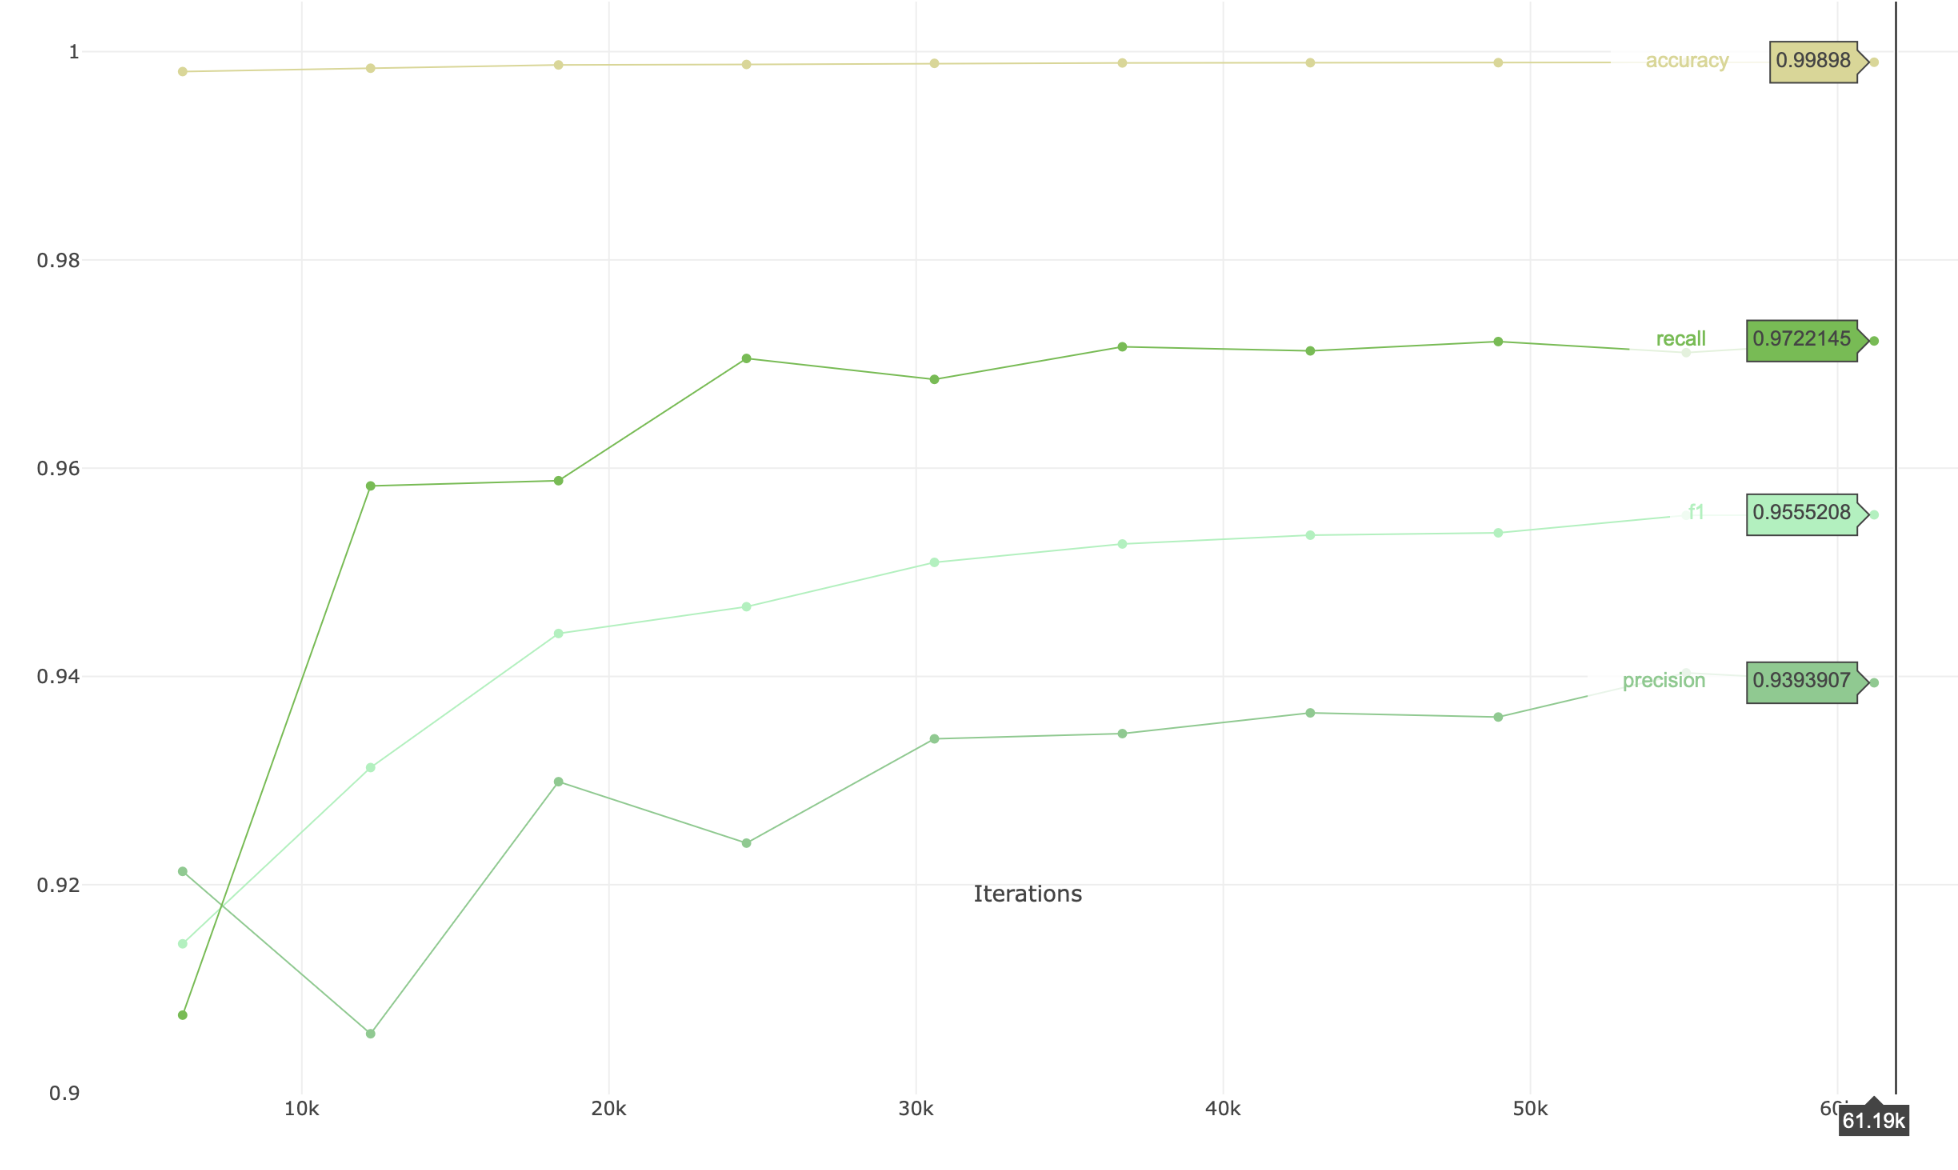 1
accuracy
0.99898
0.98
recall
0.9722145
0.96
f1
0.9555208
0.94
precision
0.9393907
0.92
Iterations
0.9
10k
20k
30k
40k
50k
61.19k